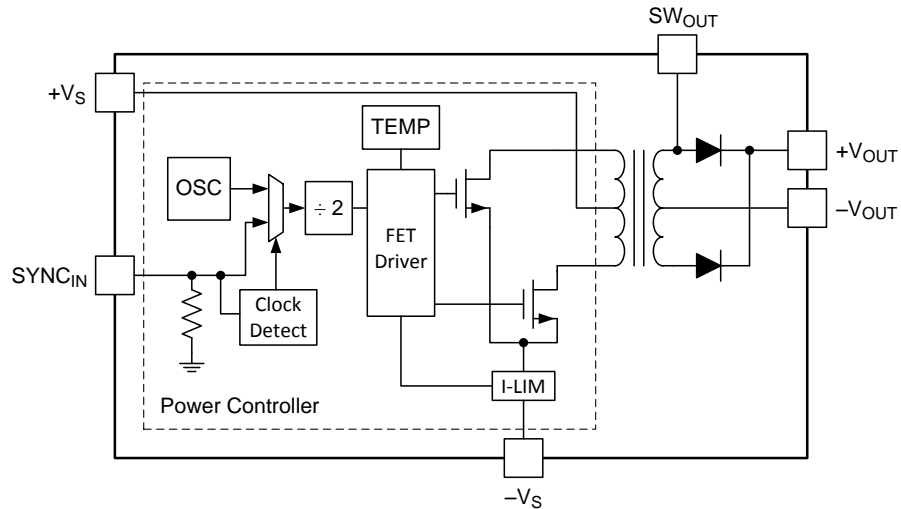 SW_OUT
+V_S
TEMP
OSC
÷ 2
FET
Driver
+V_OUT
–V_OUT
SYNC_IN
Clock
Detect
I-LIM
Power Controller
–V_S